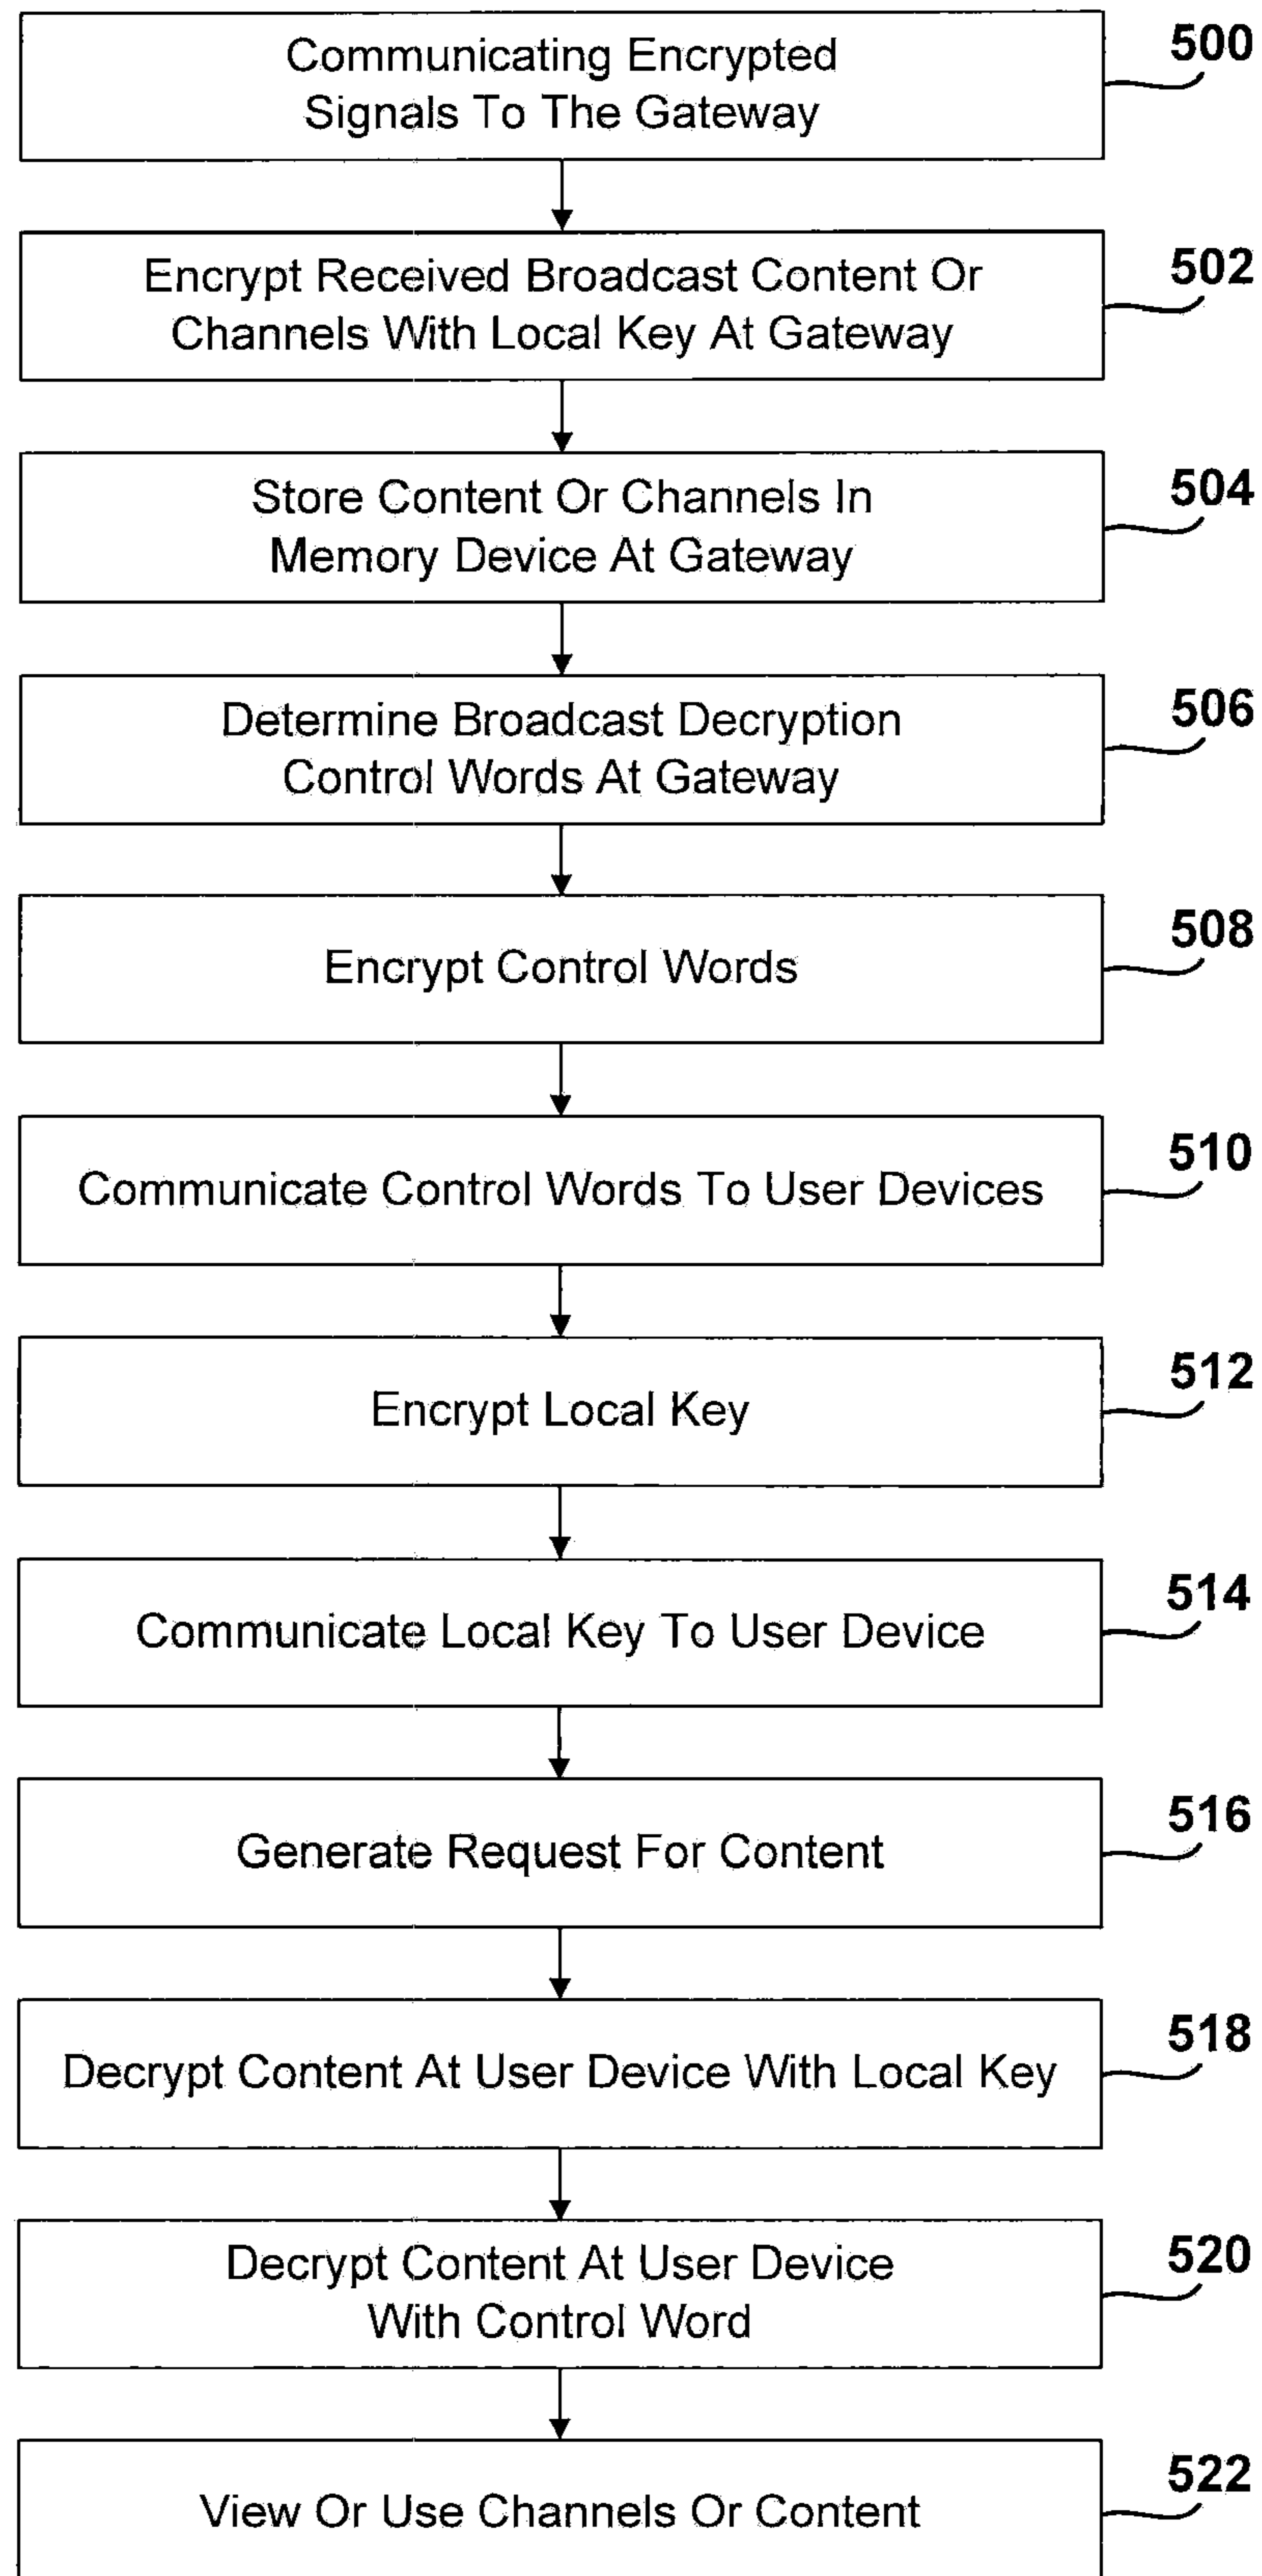 Communicating Encrypted
Signals To The Gateway
500
Encrypt Received Broadcast Content Or
Channels With Local Key At Gateway
502
Store Content Or Channels In
Memory Device At Gateway
504
Determine Broadcast Decryption
Control Words At Gateway
506
Encrypt Control Words
508
Communicate Control Words To User Devices
510
Encrypt Local Key
512
Communicate Local Key To User Device
514
Generate Request For Content
516
Decrypt Content At User Device With Local Key
518
Decrypt Content At User Device
With Control Word
520
View Or Use Channels Or Content
522